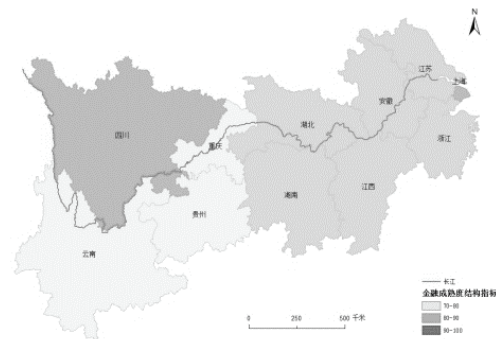 N
江苏
上海
安徽
四川
湖北
重庆
浙江
湖南
江西
贵州
云南
长江
金融成熟度结构指标
70-80
80-90
90-100
0 250 500 千米